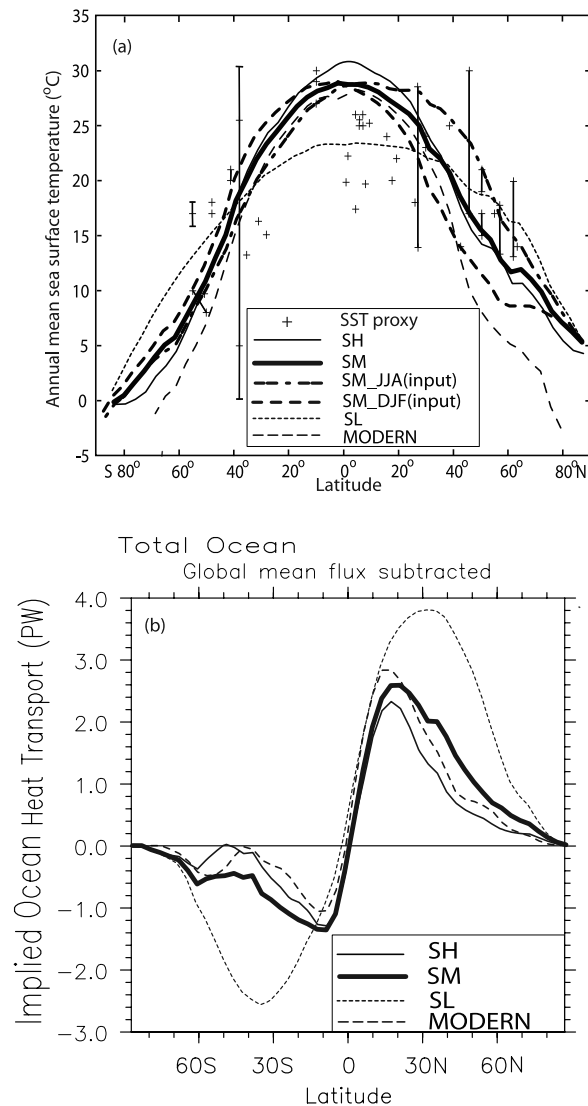 (a)
Annual mean sea surface temperature (°C)
35
30
25
20
15
10
5
0
-5
+ SST proxy
SH
SM
SM_JJA(input)
SM_DJF(input)
SL
MODERN
S 80° 60° 40° 20° 0° 20° 40° 60° 80°N
Latitude
Total Ocean
Global mean flux subtracted
(b)
Implied Ocean Heat Transport (PW)
4.0
3.0
2.0
1.0
0.0
-1.0
-2.0
-3.0
SH
SM
SL
MODERN
60S 30S 0 30N 60N
Latitude